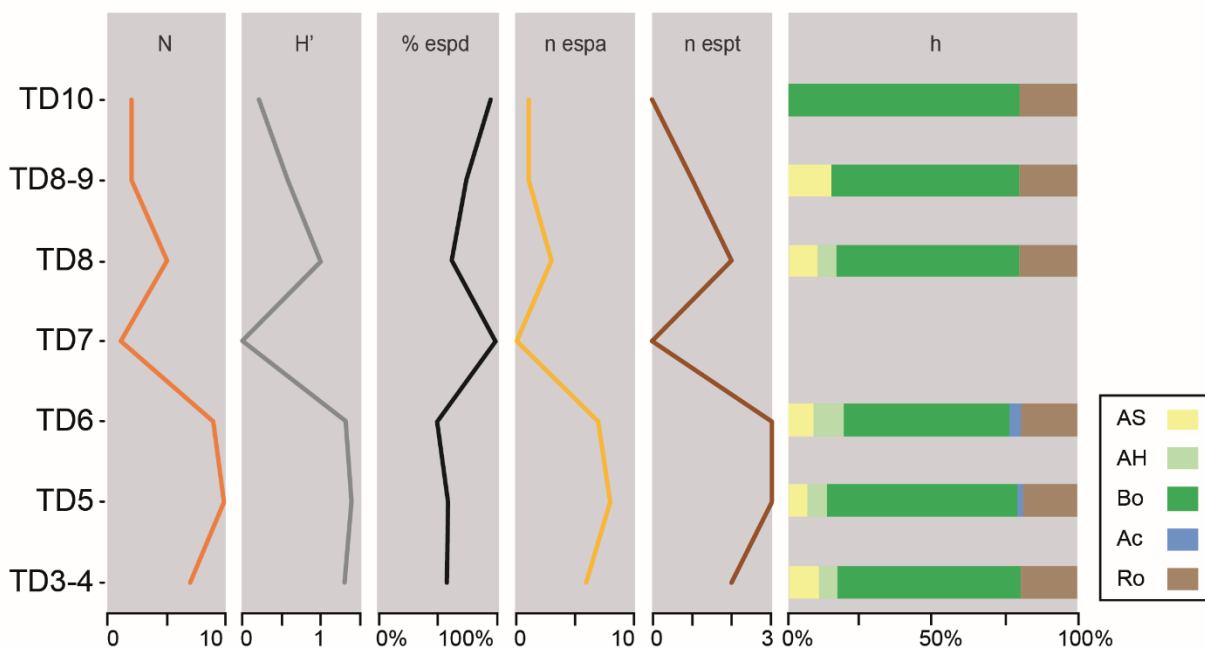 N H' % espd n espa n espt h
TD10
TD8-9
TD8
TD7
TD6
TD5
TD3-4
0 10 0 1 0% 100% 0 10 0 3 0% 50% 100%
AS
AH
Bo
Ac
Ro